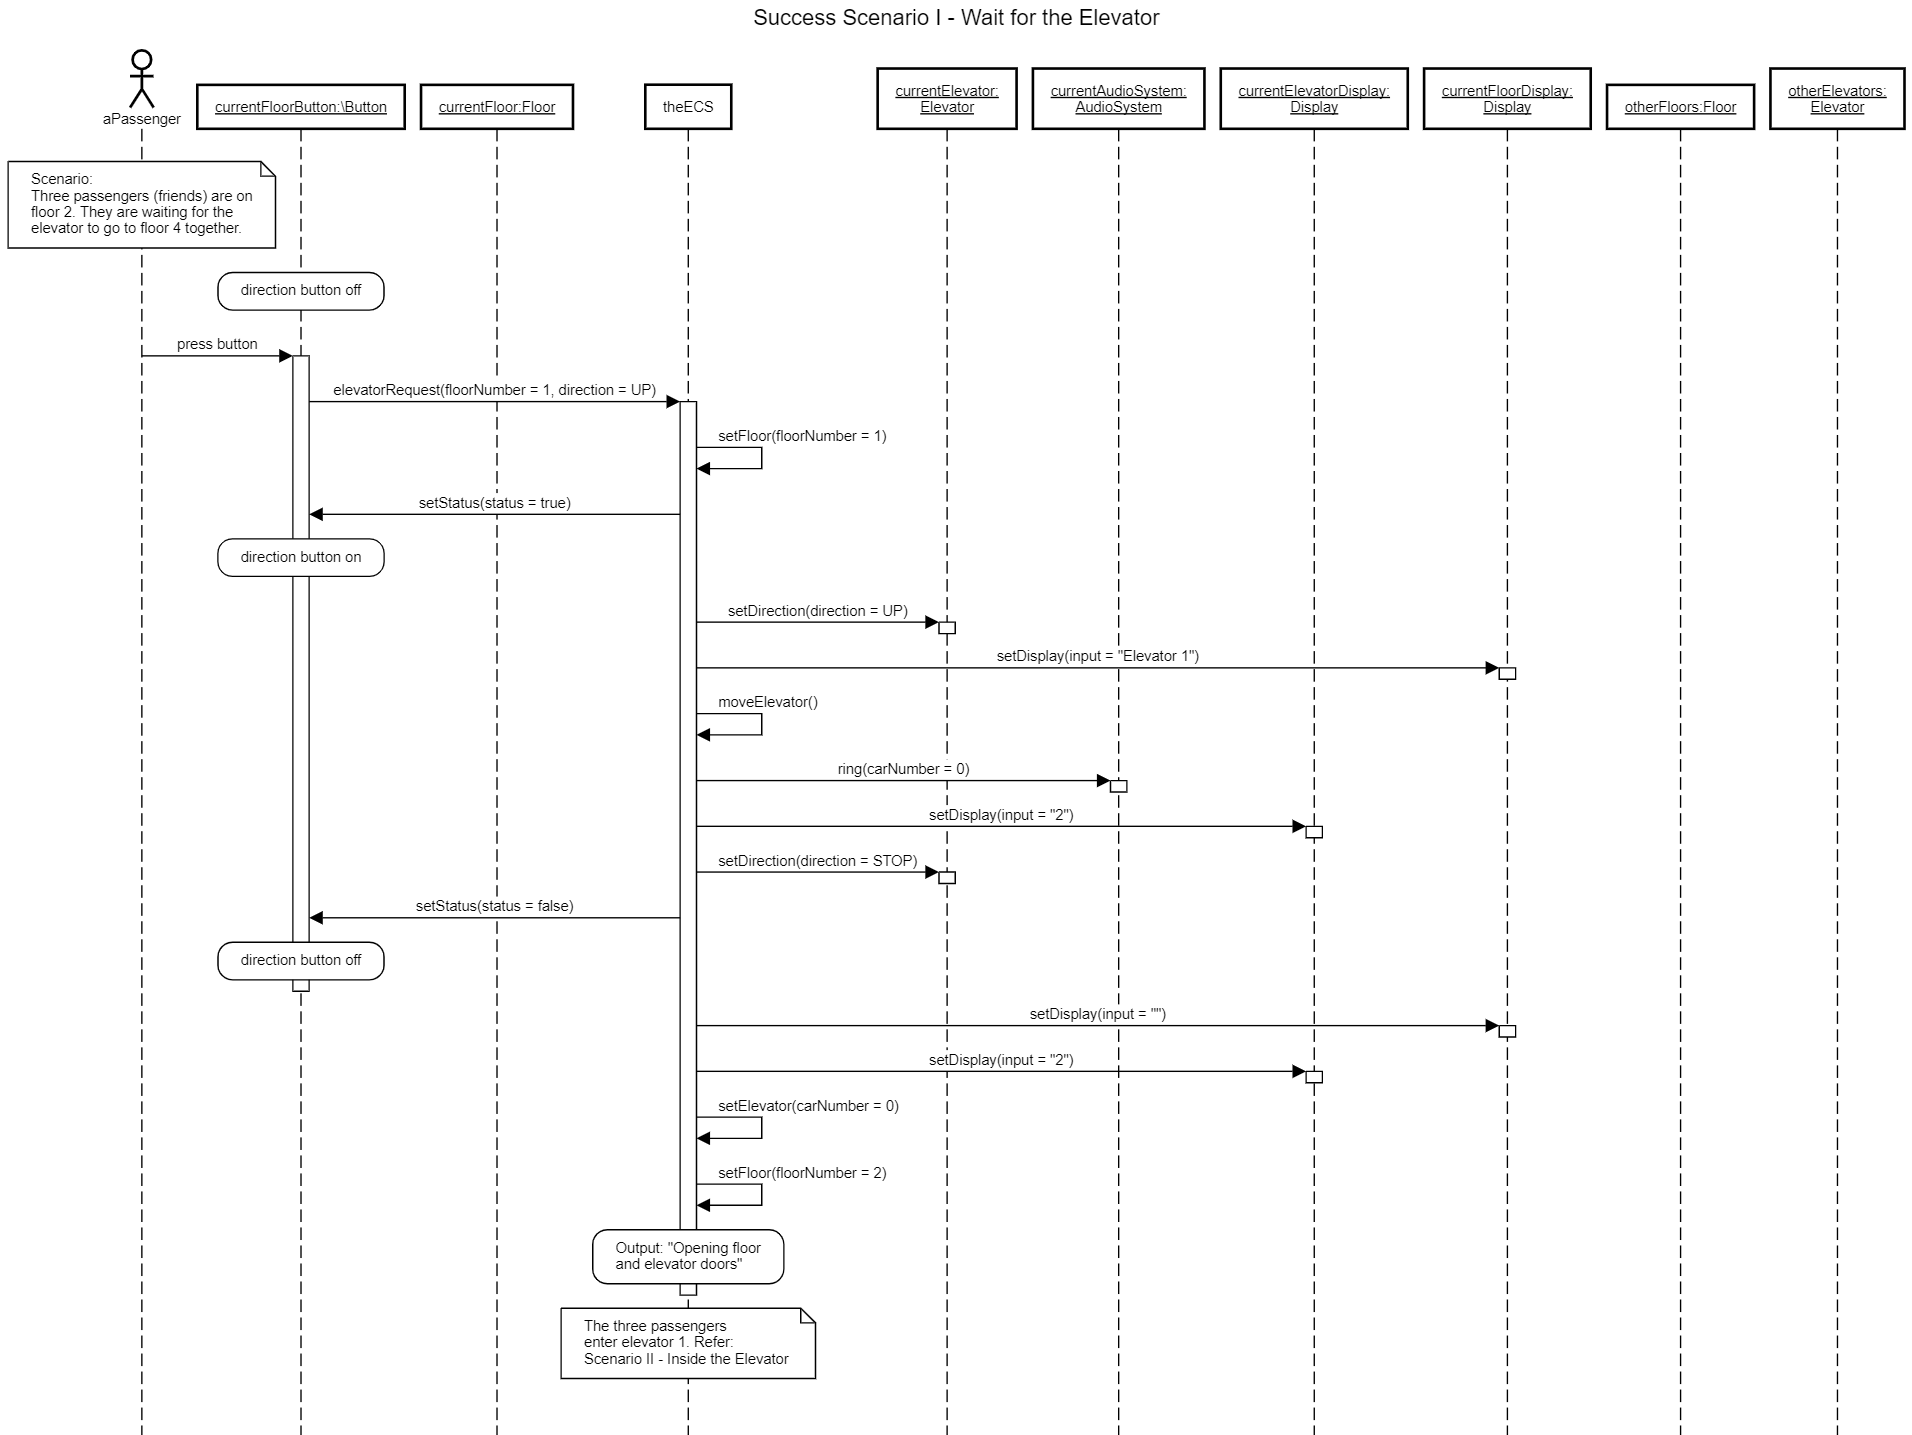 Success Scenario I - Wait for the Elevator
aPassenger
currentFloorButton:\Button
currentFloor:Floor
theECS
currentElevator:
Elevator
currentAudioSystem:
AudioSystem
currentElevatorDisplay:
Display
currentFloorDisplay:
Display
otherFloors:Floor
otherElevators:
Elevator
Scenario:
Three passengers (friends) are on
floor 2. They are waiting for the
elevator to go to floor 4 together.
direction button off
press button
elevatorRequest(floorNumber = 1, direction = UP)
setFloor(floorNumber = 1)
setStatus(status = true)
direction button on
setDirection(direction = UP)
setDisplay(input = "Elevator 1")
moveElevator()
ring(carNumber = 0)
setDisplay(input = "2")
setDirection(direction = STOP)
setStatus(status = false)
direction button off
setDisplay(input = "")
setDisplay(input = "2")
setElevator(carNumber = 0)
setFloor(floorNumber = 2)
Output: "Opening floor
and elevator doors"
The three passengers
enter elevator 1. Refer:
Scenario II - Inside the Elevator